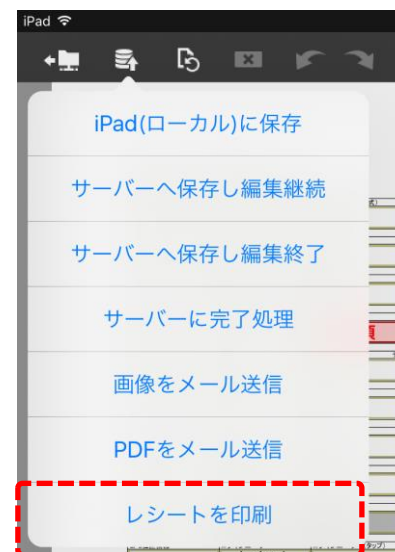 iPad
iPad(ローカル)に保存
サーバーへ保存し編集継続
サーバーへ保存し編集終了
サーバーに完了処理
画像をメール送信
PDFをメール送信
レシートを印刷